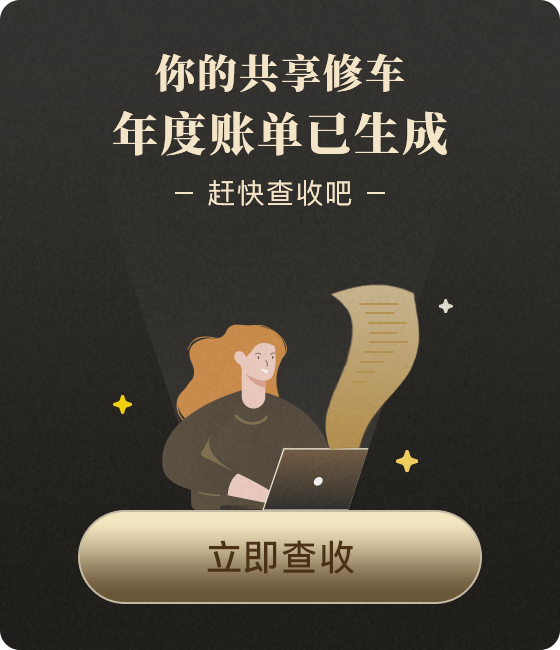 你的共享修车
年度账单已生成
— 赶快查收吧 —
立即查收